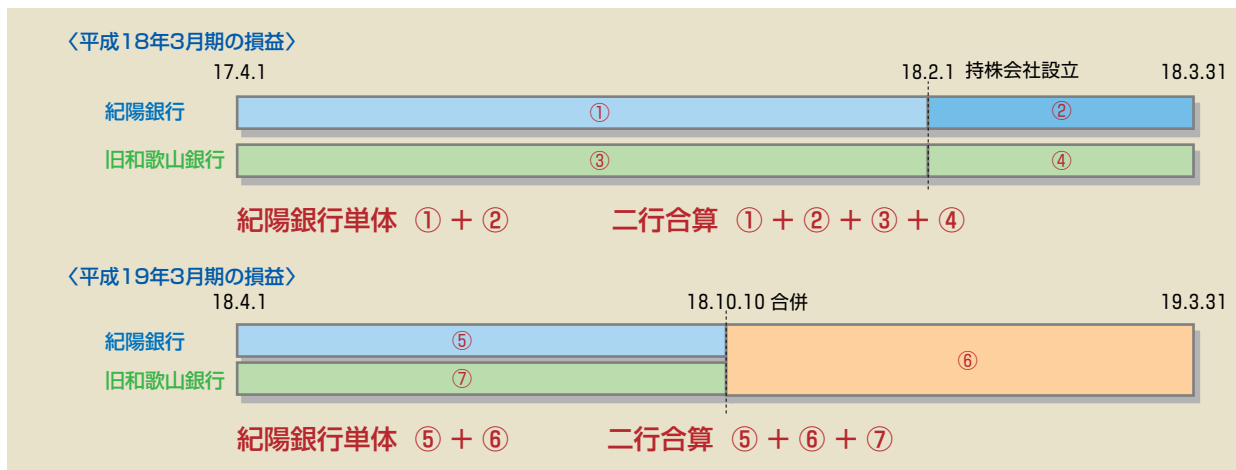 〈平成18年3月期の損益〉
17.4.1 18.2.1 持株会社設立 18.3.31
紀陽銀行 ① ②
旧和歌山銀行 ③ ④
紀陽銀行単体 ①+② 二行合算 ①+②+③+④
〈平成19年3月期の損益〉
18.4.1 18.10.10 合併 19.3.31
紀陽銀行 ⑤ ⑥
旧和歌山銀行 ⑦
紀陽銀行単体 ⑤+⑥ 二行合算 ⑤+⑥+⑦